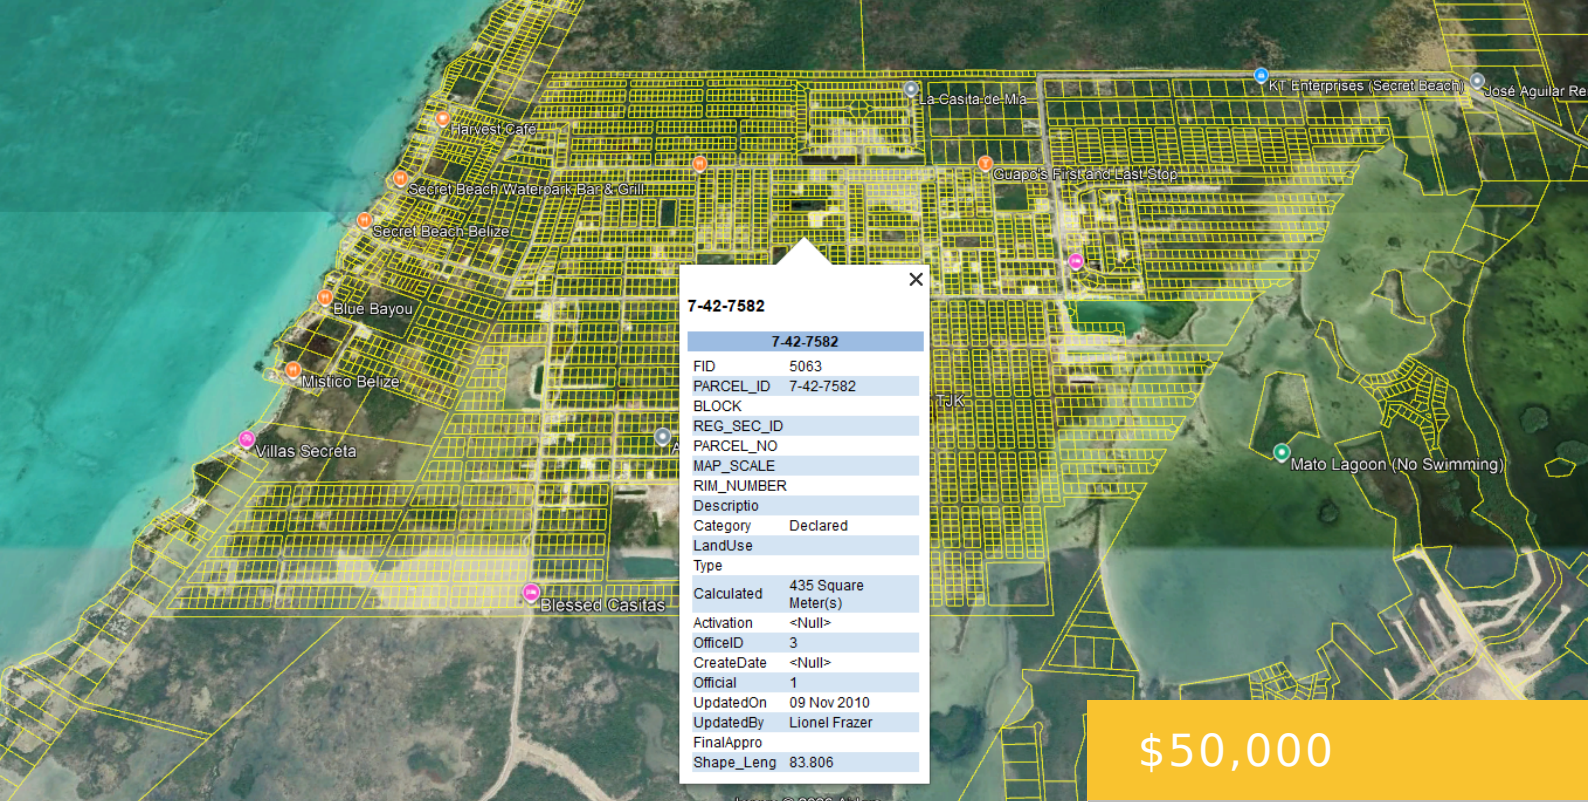 La Casita de Mia
KT Enterprises (Secret Beach)
José Aguilar Re
Harvest Cafe
Secret Beach Waterpark Bar & Grill
Guapo's First and Last Stop
Secret Beach Belize
Blue Bayou
Mistico Belize
Villas Secreta
TJK
Mato Lagoon (No Swimming)
Blessed Casitas
7-42-7582
7-42-7582
FID 5063
PARCEL_ID 7-42-7582
BLOCK
REG_SEC_ID
PARCEL_NO
MAP_SCALE
RIM_NUMBER
Descriptio
Category Declared
LandUse
Type
Calculated 435 Square
Meter(s)
Activation <Null>
OfficeID 3
CreateDate <Null>
Official 1
UpdatedOn 09 Nov 2010
UpdatedBy Lionel Frazer
FinalAppro
Shape_Leng 83.806
$50,000